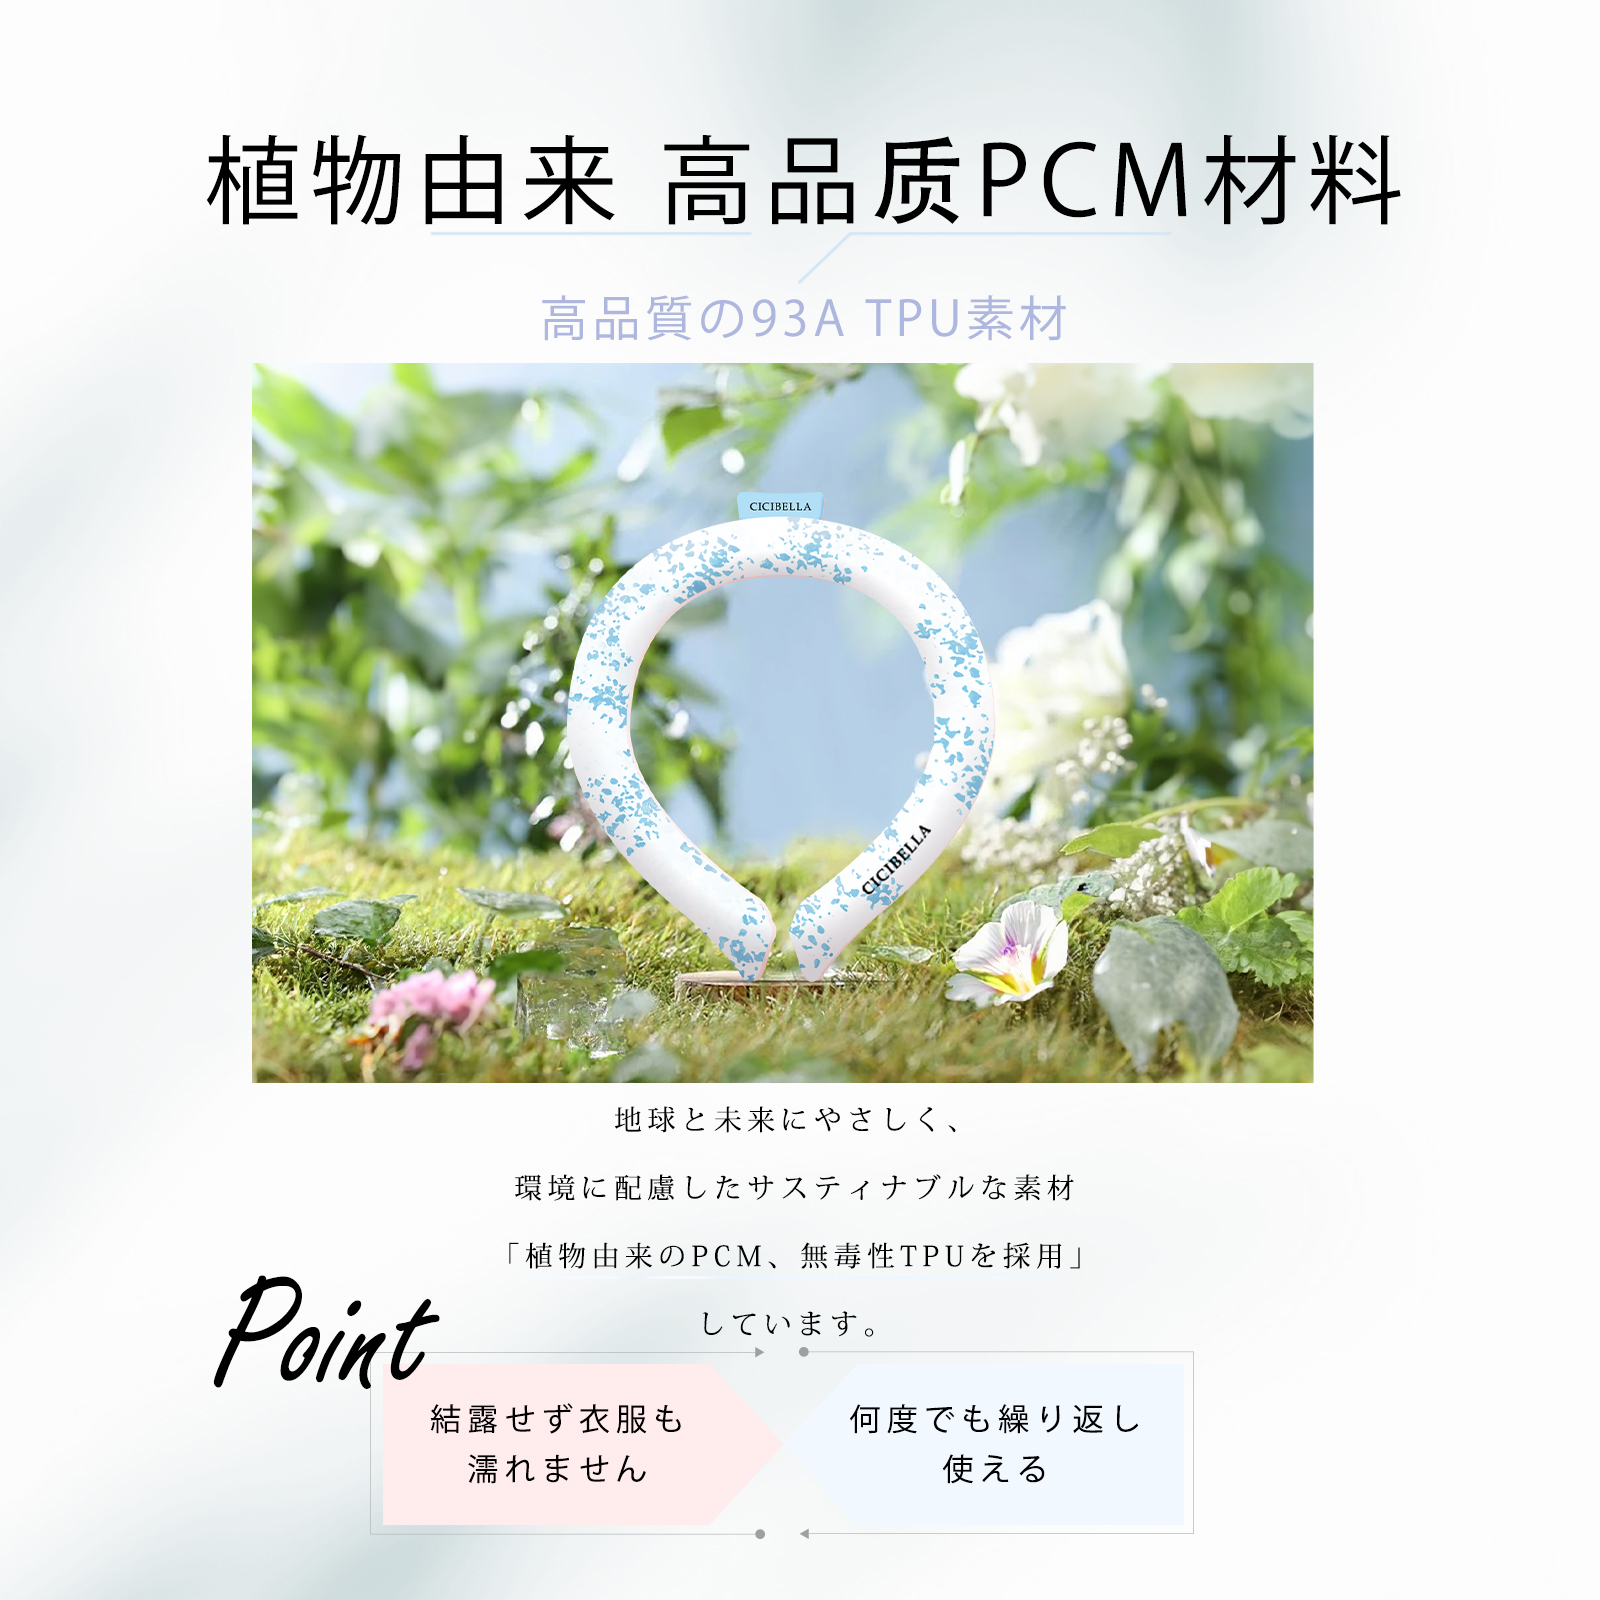 植物由来 高品质PCM材料
高品質の93A TPU素材
CICIBELLA
CICIBELLA
地球と未来にやさしく、
環境に配慮したサスティナブルな素材
「植物由来のPCM、無毒性TPUを採用」
しています。
Point
結露せず衣服も
濡れません
何度でも繰り返し
使える